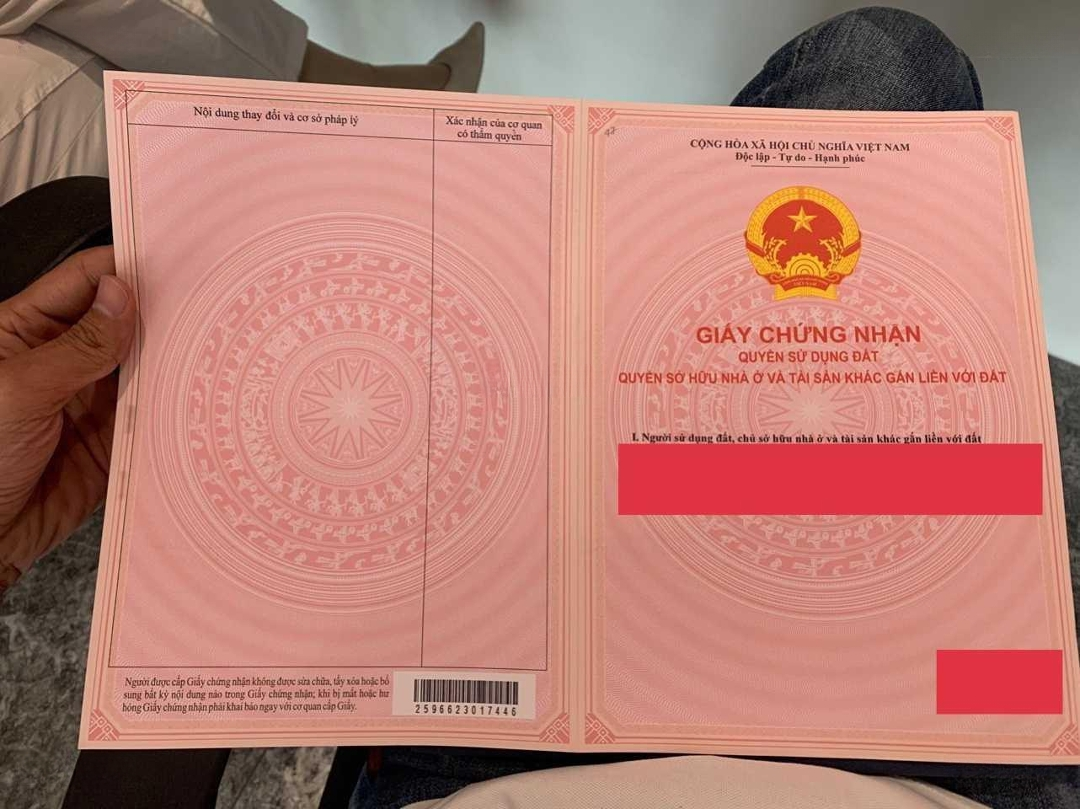 Nội dung thay đổi và cơ sở pháp lý
Xác nhận của cơ quan
có thẩm quyền
Người được cấp Giấy chứng nhận không được sửa chữa, tẩy xóa hoặc bổ
sung bất kỳ nội dung nào trong Giấy chứng nhận; khi bị mất hoặc hư
hỏng Giấy chứng nhận phải khai báo ngay với cơ quan cấp Giấy.
2596623017446
CỘNG HÒA XÃ HỘI CHỦ NGHĨA VIỆT NAM
Độc lập - Tự do - Hạnh phúc
GIẤY CHỨNG NHẬN
QUYỀN SỬ DỤNG ĐẤT
QUYỀN SỞ HỮU NHÀ Ở VÀ TÀI SẢN KHÁC GẮN LIỀN VỚI ĐẤT
I. Người sử dụng đất, chủ sở hữu nhà ở và tài sản khác gắn liền với đất